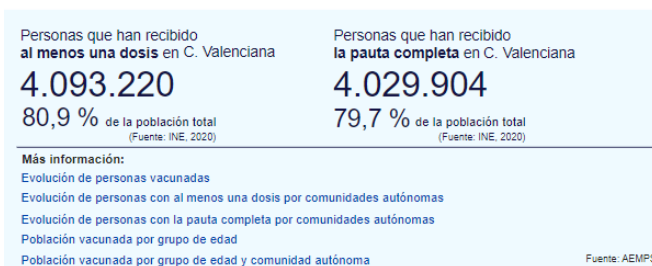 Personas que han recibido
al menos una dosis en C. Valenciana
4.093.220
80,9 % de la población total
(Fuente: INE, 2020)
Personas que han recibido
la pauta completa en C. Valenciana
4.029.904
79,7 % de la población total
(Fuente: INE, 2020)
Más información:
Evolución de personas vacunadas
Evolución de personas con al menos una dosis por comunidades autónomas
Evolución de personas con la pauta completa por comunidades autónomas
Población vacunada por grupo de edad
Población vacunada por grupo de edad y comunidad autónoma
Fuente: AEMPS